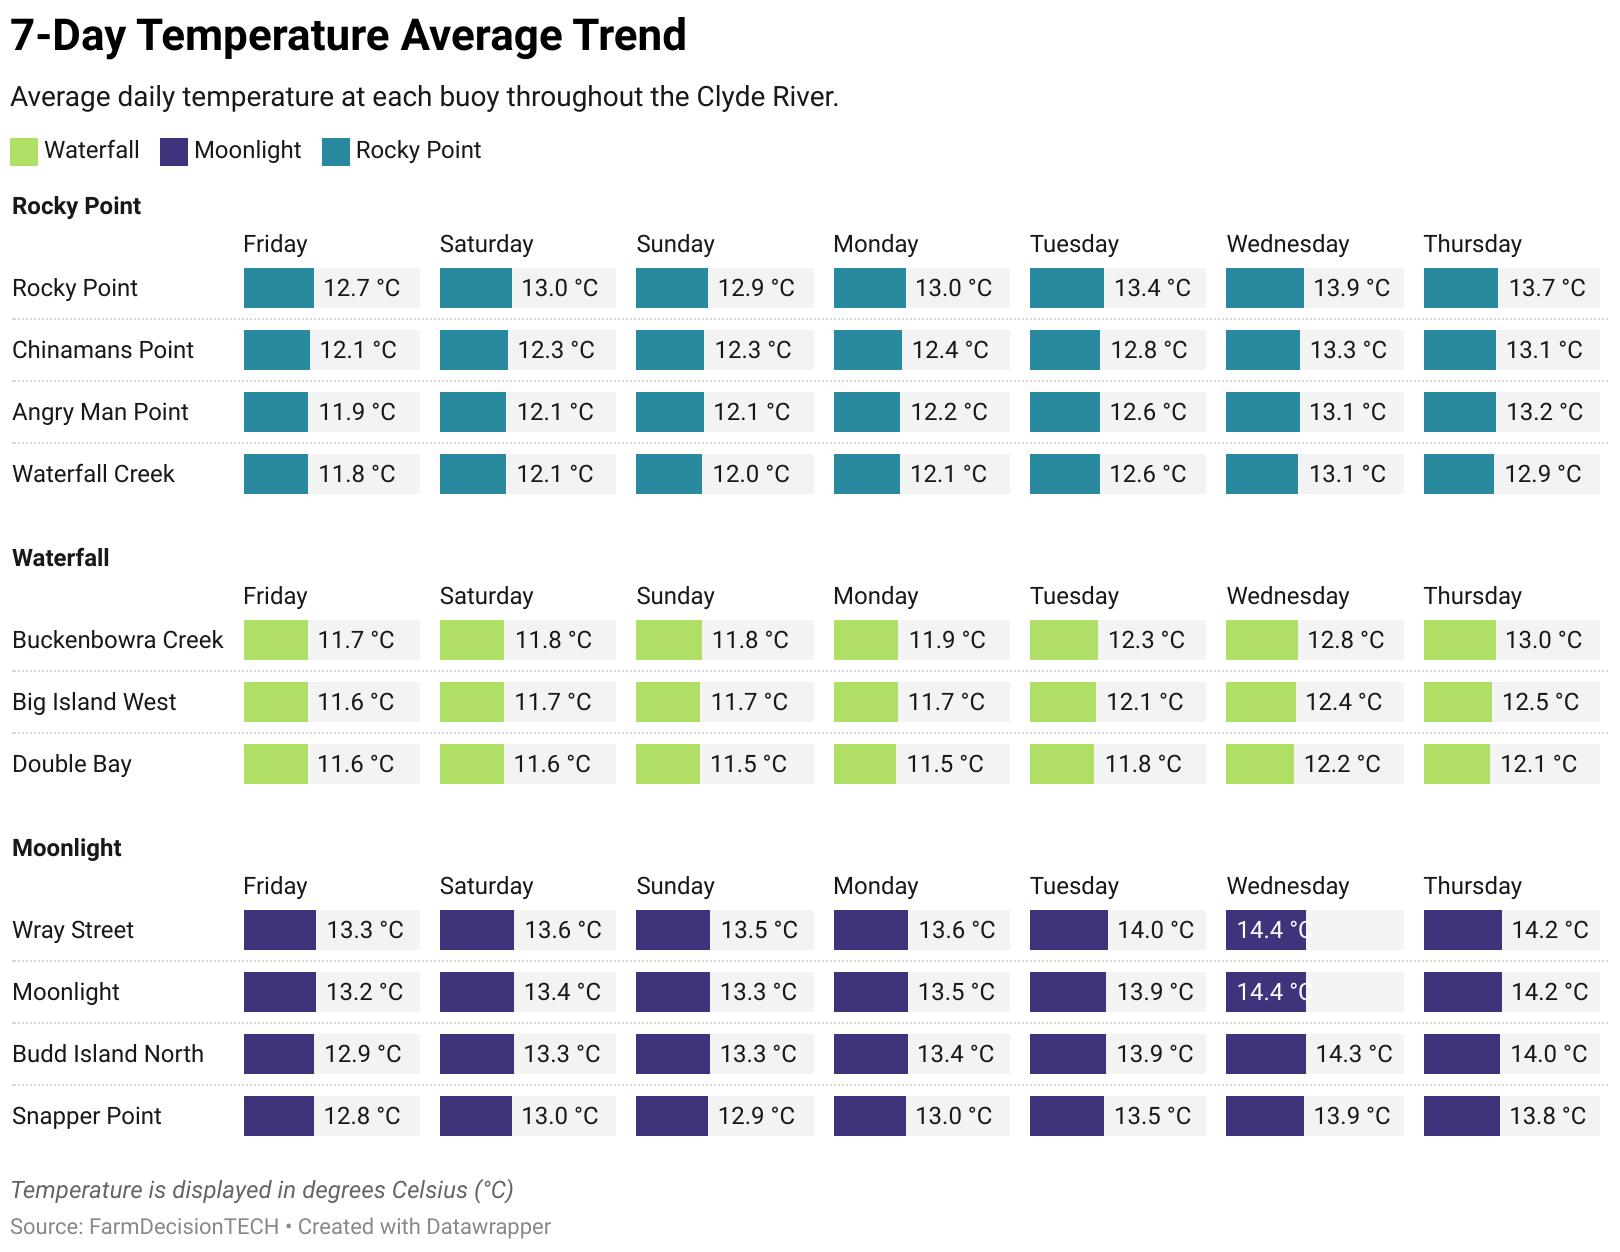 7-Day Temperature Average Trend
Average daily temperature at each buoy throughout the Clyde River.
Waterfall Moonlight Rocky Point
Rocky Point
Friday Saturday Sunday Monday Tuesday Wednesday Thursday
Rocky Point 12.7 °C 13.0 °C 12.9 °C 13.0 °C 13.4 °C 13.9 °C 13.7 °C
Chinamans Point 12.1 °C 12.3 °C 12.3 °C 12.4 °C 12.8 °C 13.3 °C 13.1 °C
Angry Man Point 11.9 °C 12.1 °C 12.1 °C 12.2 °C 12.6 °C 13.1 °C 13.2 °C
Waterfall Creek 11.8 °C 12.1 °C 12.0 °C 12.1 °C 12.6 °C 13.1 °C 12.9 °C
Waterfall
Friday Saturday Sunday Monday Tuesday Wednesday Thursday
Buckenbowra Creek 11.7 °C 11.8 °C 11.8 °C 11.9 °C 12.3 °C 12.8 °C 13.0 °C
Big Island West 11.6 °C 11.7 °C 11.7 °C 11.7 °C 12.1 °C 12.4 °C 12.5 °C
Double Bay 11.6 °C 11.6 °C 11.5 °C 11.5 °C 11.8 °C 12.2 °C 12.1 °C
Moonlight
Friday Saturday Sunday Monday Tuesday Wednesday Thursday
Wray Street 13.3 °C 13.6 °C 13.5 °C 13.6 °C 14.0 °C 14.4 °C 14.2 °C
Moonlight 13.2 °C 13.4 °C 13.3 °C 13.5 °C 13.9 °C 14.4 °C 14.2 °C
Budd Island North 12.9 °C 13.3 °C 13.3 °C 13.4 °C 13.9 °C 14.3 °C 14.0 °C
Snapper Point 12.8 °C 13.0 °C 12.9 °C 13.0 °C 13.5 °C 13.9 °C 13.8 °C
Temperature is displayed in degrees Celsius (°C)
Source: FarmDecisionTECH • Created with Datawrapper